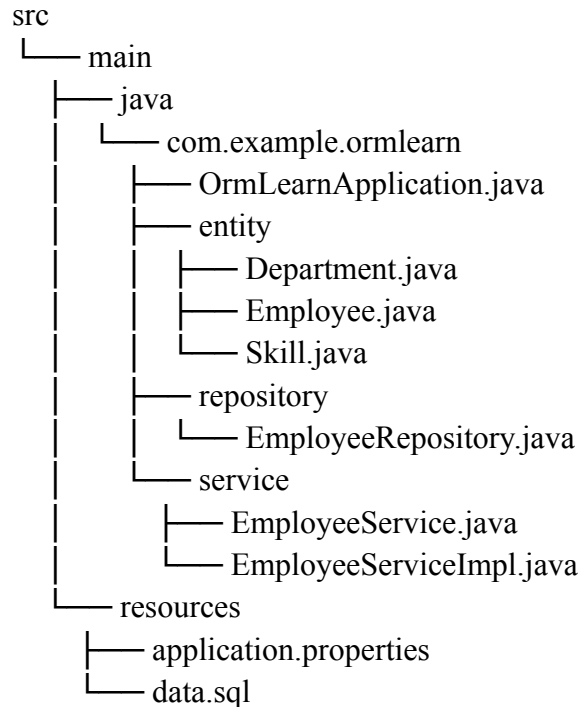 src
└── main
├── java
│ └── com.example.ormlearn
│ ├── OrmLearnApplication.java
│ ├── entity
│ │ ├── Department.java
│ │ ├── Employee.java
│ │ └── Skill.java
│ ├── repository
│ │ └── EmployeeRepository.java
│ └── service
│ ├── EmployeeService.java
│ └── EmployeeServiceImpl.java
└── resources
├── application.properties
└── data.sql